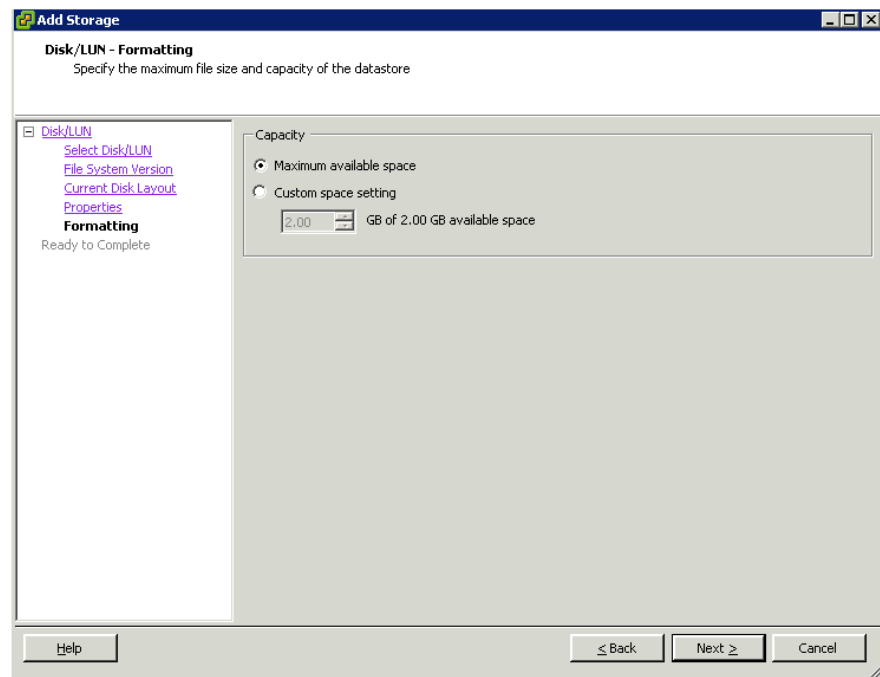 Add Storage
Disk/LUN - Formatting
Specify the maximum file size and capacity of the datastore
Disk/LUN
Select Disk/LUN
File System Version
Current Disk Layout
Properties
Formatting
Ready to Complete
Capacity
Maximum available space
Custom space setting
2.00 GB of 2.00 GB available space
Help
< Back
Next >
Cancel